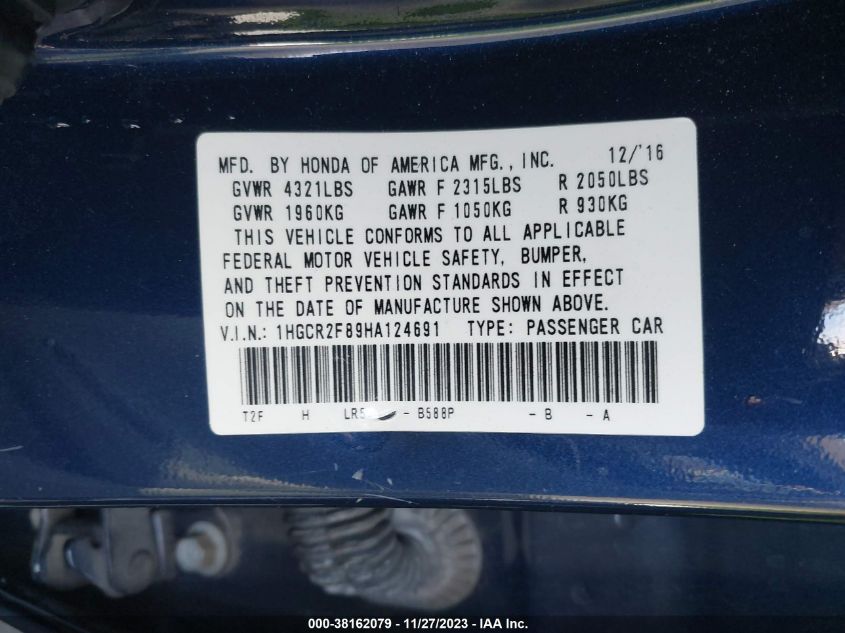 MFD. BY HONDA OF AMERICA MFG., INC. 12/'16
GVWR 4321LBS GAWR F 2315LBS R 2050LBS
GVWR 1960KG GAWR F 1050KG R 930KG
THIS VEHICLE CONFORMS TO ALL APPLICABLE
FEDERAL MOTOR VEHICLE SAFETY, BUMPER,
AND THEFT PREVENTION STANDARDS IN EFFECT
ON THE DATE OF MANUFACTURE SHOWN ABOVE.
V.I.N.: 1HGCR2F89HA124691 TYPE: PASSENGER CAR
T2F H - B588P - B - A
000-38162079 - 11/27/2023 - IAA Inc.